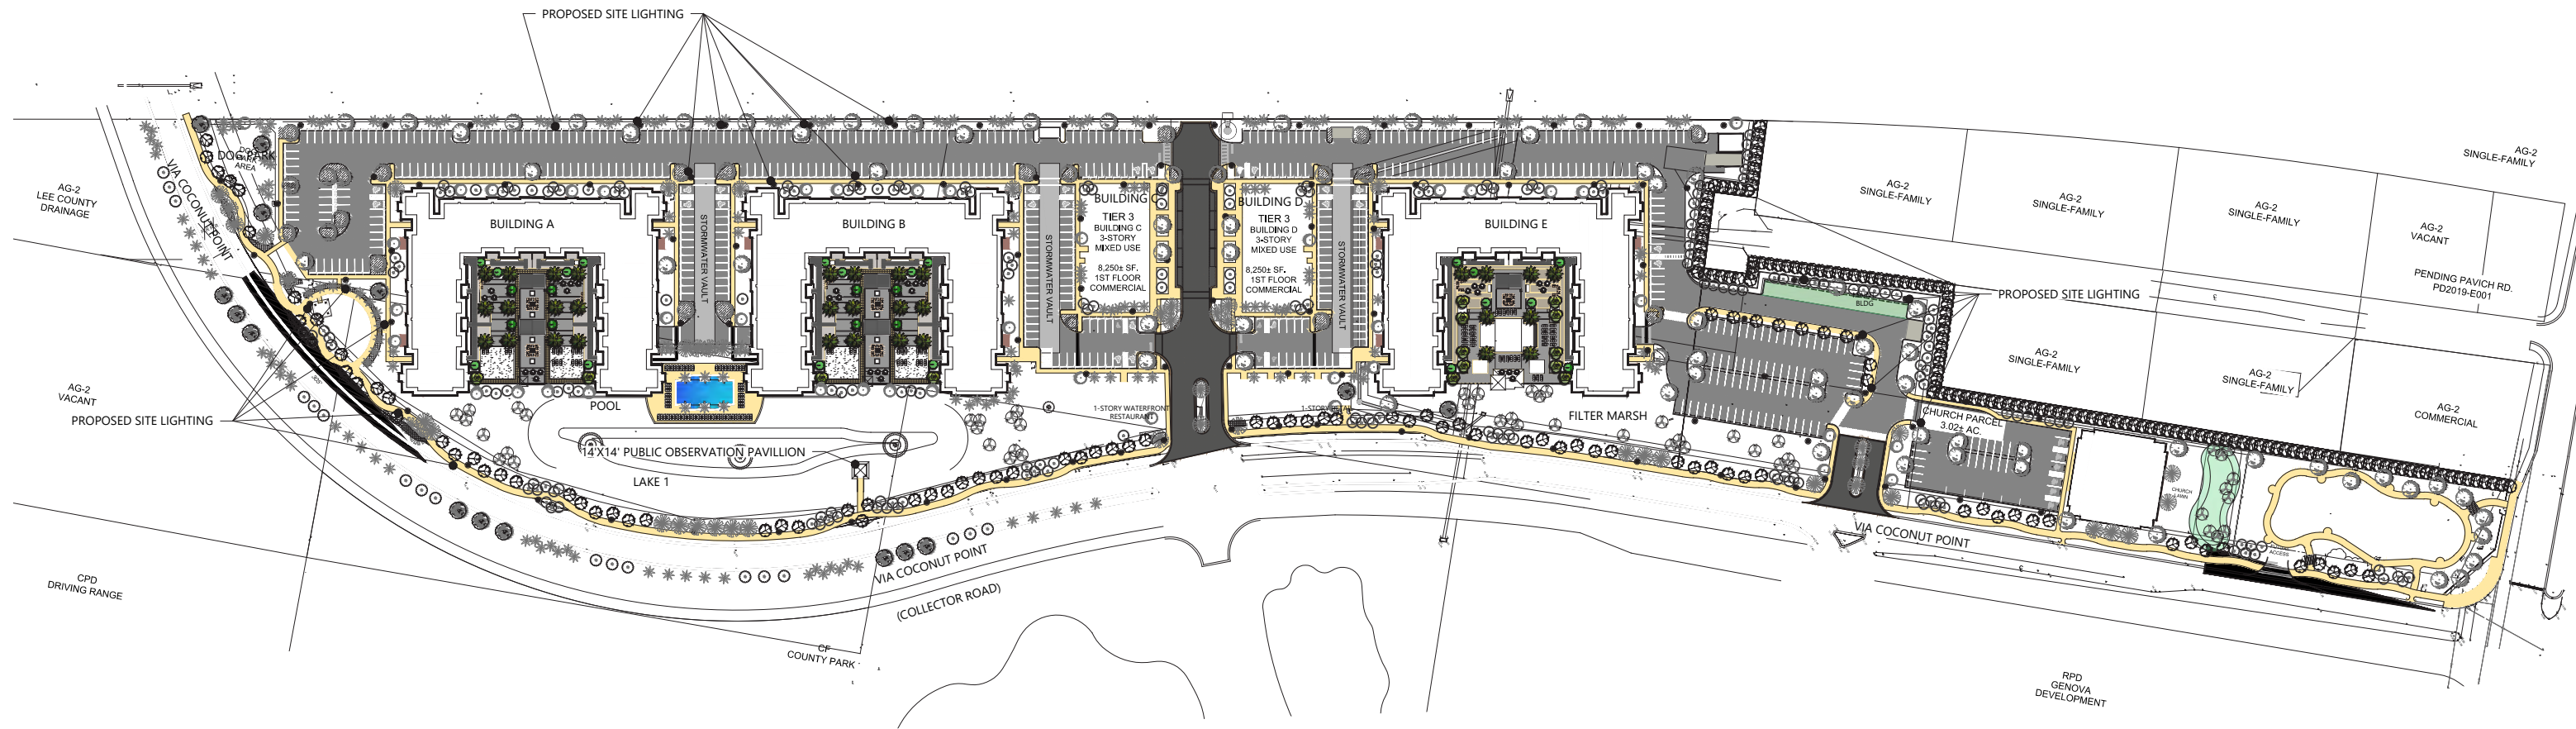 PROPOSED SITE LIGHTING
DOG PARK
DOG
PARK
AREA
VIA COCONUT POINT
AG-2
LEE COUNTY
DRAINAGE
BUILDING A
STORMWATER VAULT
BUILDING B
STORMWATER VAULT
BUILDING C
TIER 3
BUILDING C
3-STORY
MIXED USE
8,250± SF.
1ST FLOOR
COMMERCIAL
BUILDING D
TIER 3
BUILDING D
3-STORY
MIXED USE
8,250± SF.
1ST FLOOR
COMMERCIAL
STORMWATER VAULT
BUILDING E
AG-2
SINGLE-FAMILY
AG-2
SINGLE-FAMILY
AG-2
SINGLE-FAMILY
AG-2
SINGLE-FAMILY
AG-2
VACANT
PENDING PAVICH RD.
PD2019-E001
PROPOSED SITE LIGHTING
BLDG
AG-2
SINGLE-FAMILY
AG-2
SINGLE-FAMILY
AG-2
COMMERCIAL
AG-2
VACANT
PROPOSED SITE LIGHTING
POOL
1-STORY WATERFRONT
RESTAURANT
FILTER MARSH
CHURCH PARCEL
3.02± AC.
14'X14' PUBLIC OBSERVATION PAVILLION
LAKE 1
CHURCH
LAWN
ACCESS
VIA COCONUT POINT
VIA COCONUT POINT
(COLLECTOR ROAD)
CPD
DRIVING RANGE
CF
COUNTY PARK
RPD
GENOVA
DEVELOPMENT